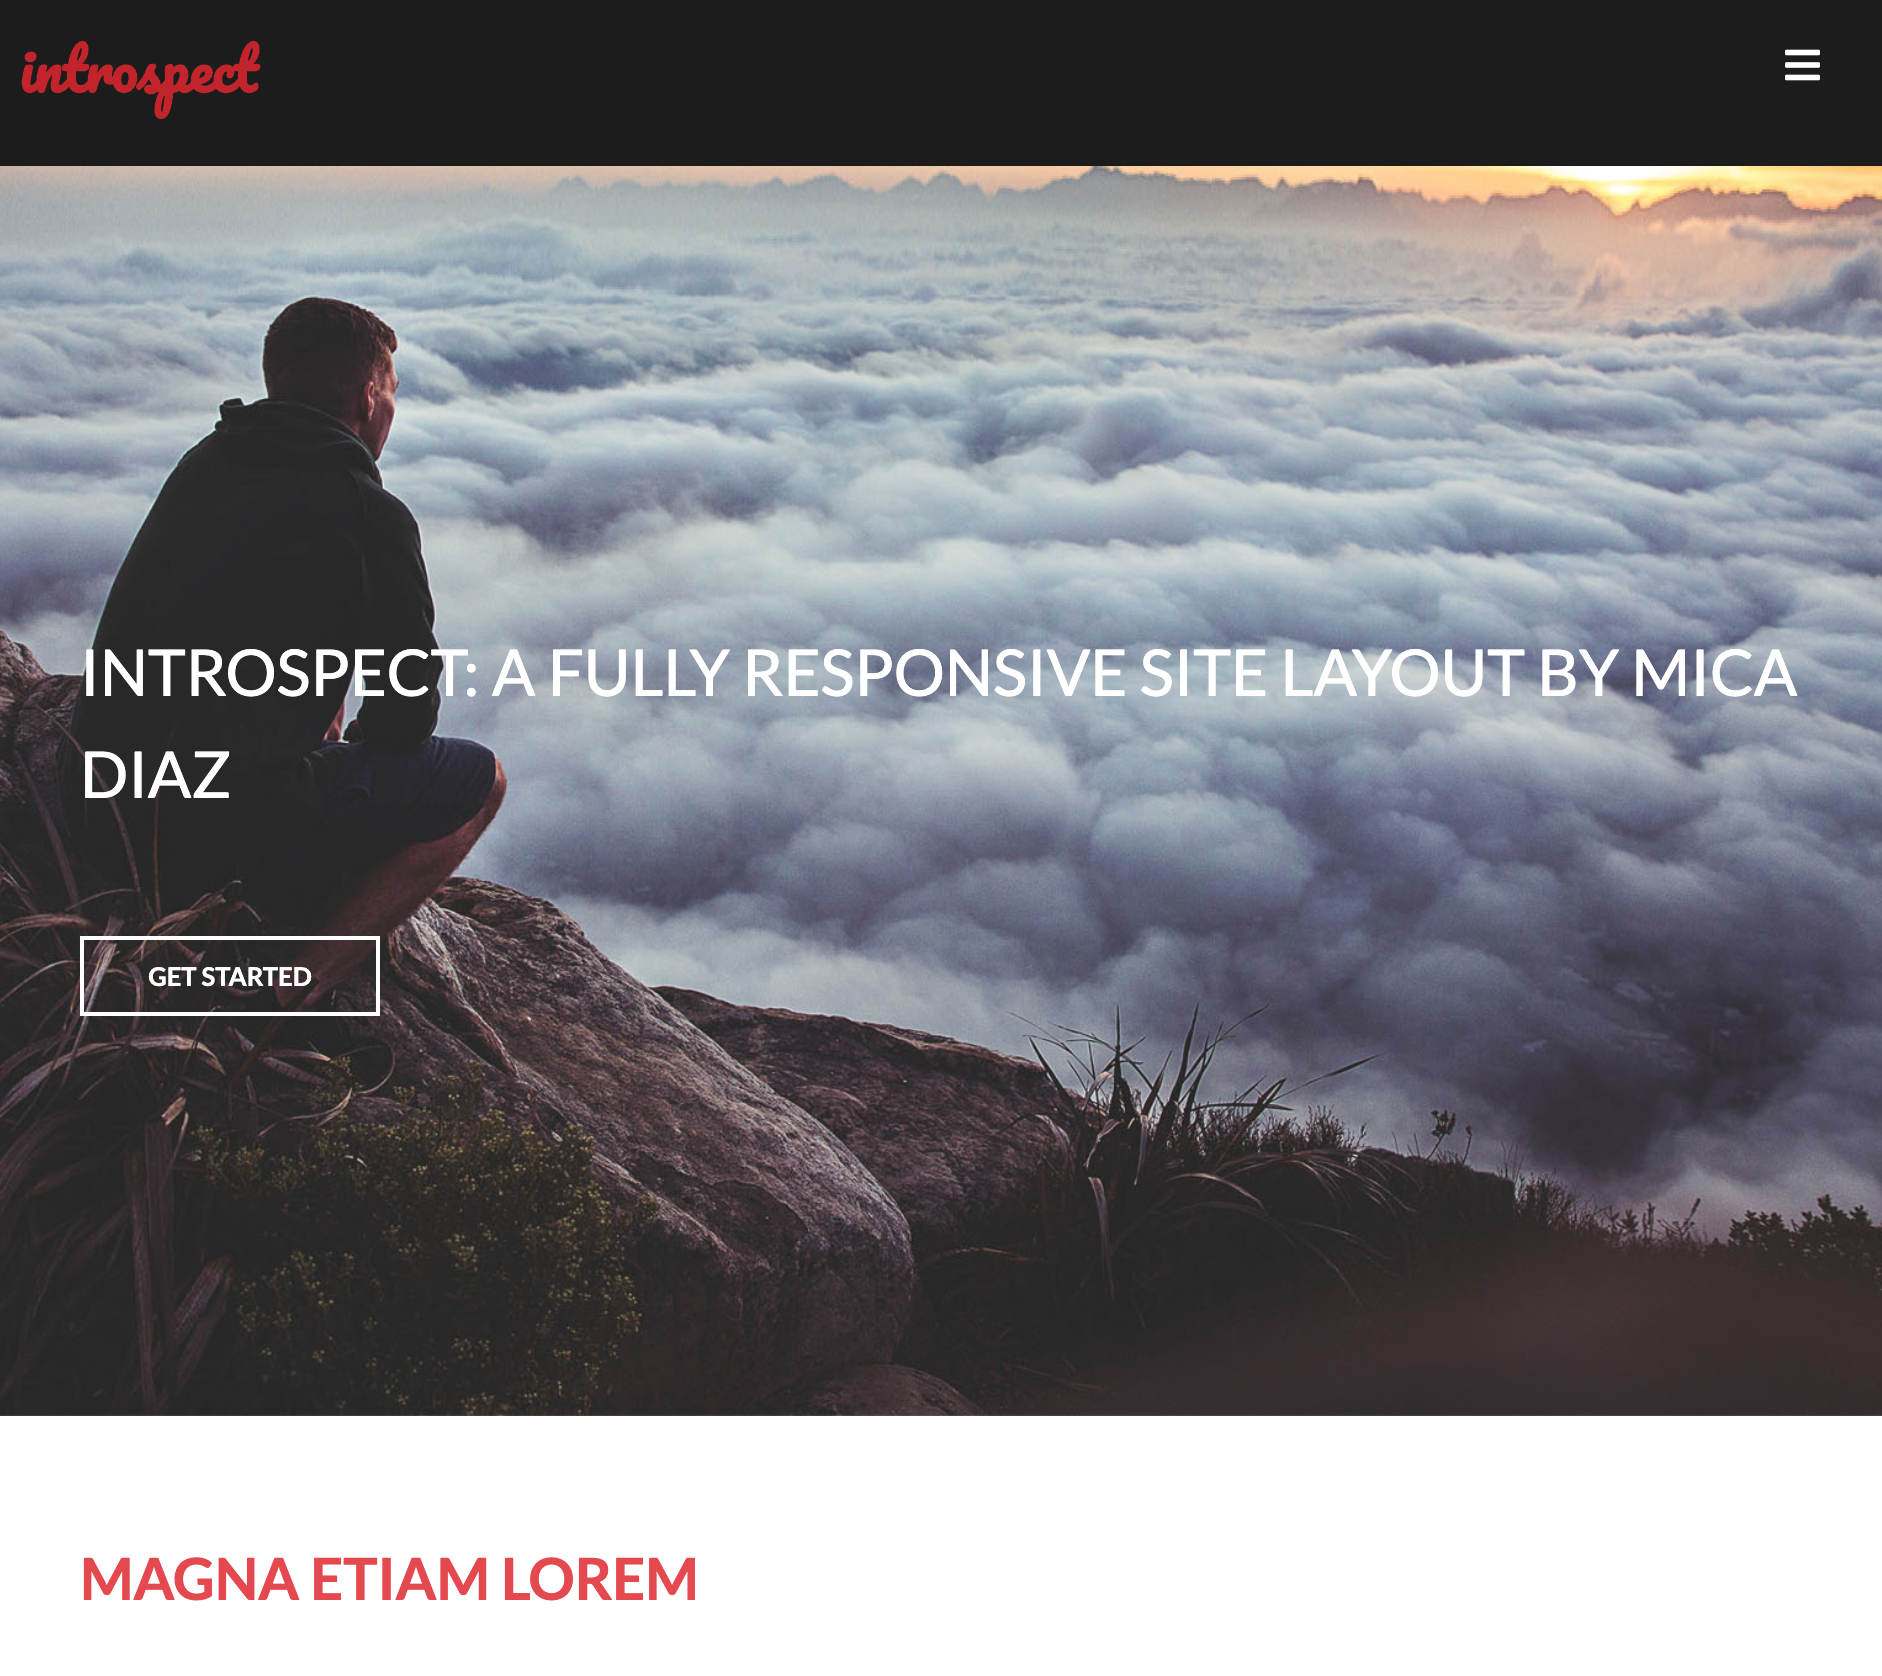 introspect
INTROSPECT: A FULLY RESPONSIVE SITE LAYOUT BY MICA
DIAZ
GET STARTED
MAGNA ETIAM LOREM